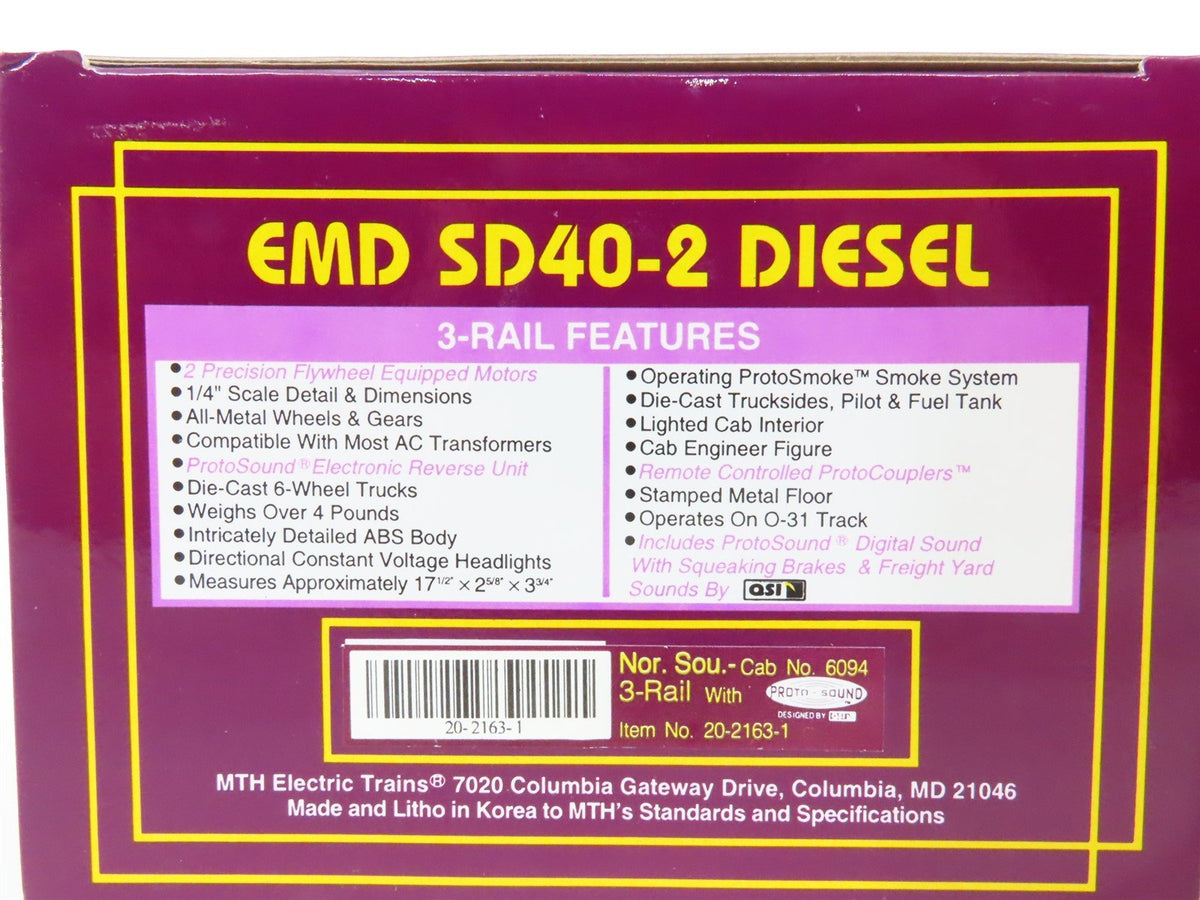 EMD SD40-2 DIESEL
3-RAIL FEATURES
• 2 Precision Flywheel Equipped Motors
• 1/4" Scale Detail & Dimensions
• All-Metal Wheels & Gears
• Compatible With Most AC Transformers
• ProtoSound® Electronic Reverse Unit
• Die-Cast 6-Wheel Trucks
• Weighs Over 4 Pounds
• Intricately Detailed ABS Body
• Directional Constant Voltage Headlights
• Measures Approximately 17 1/2" × 2 5/8" × 3 3/4"
• Operating ProtoSmoke™ Smoke System
• Die-Cast Trucksides, Pilot & Fuel Tank
• Lighted Cab Interior
• Cab Engineer Figure
• Remote Controlled ProtoCouplers™
• Stamped Metal Floor
• Operates On O-31 Track
• Includes ProtoSound® Digital Sound
With Squeaking Brakes & Freight Yard
Sounds By QSI
20-2163-1
Nor. Sou.- Cab No. 6094
3-Rail With PROTO-SOUND™
DESIGNED BY
Item No. 20-2163-1
MTH Electric Trains® 7020 Columbia Gateway Drive, Columbia, MD 21046
Made and Litho in Korea to MTH's Standards and Specifications